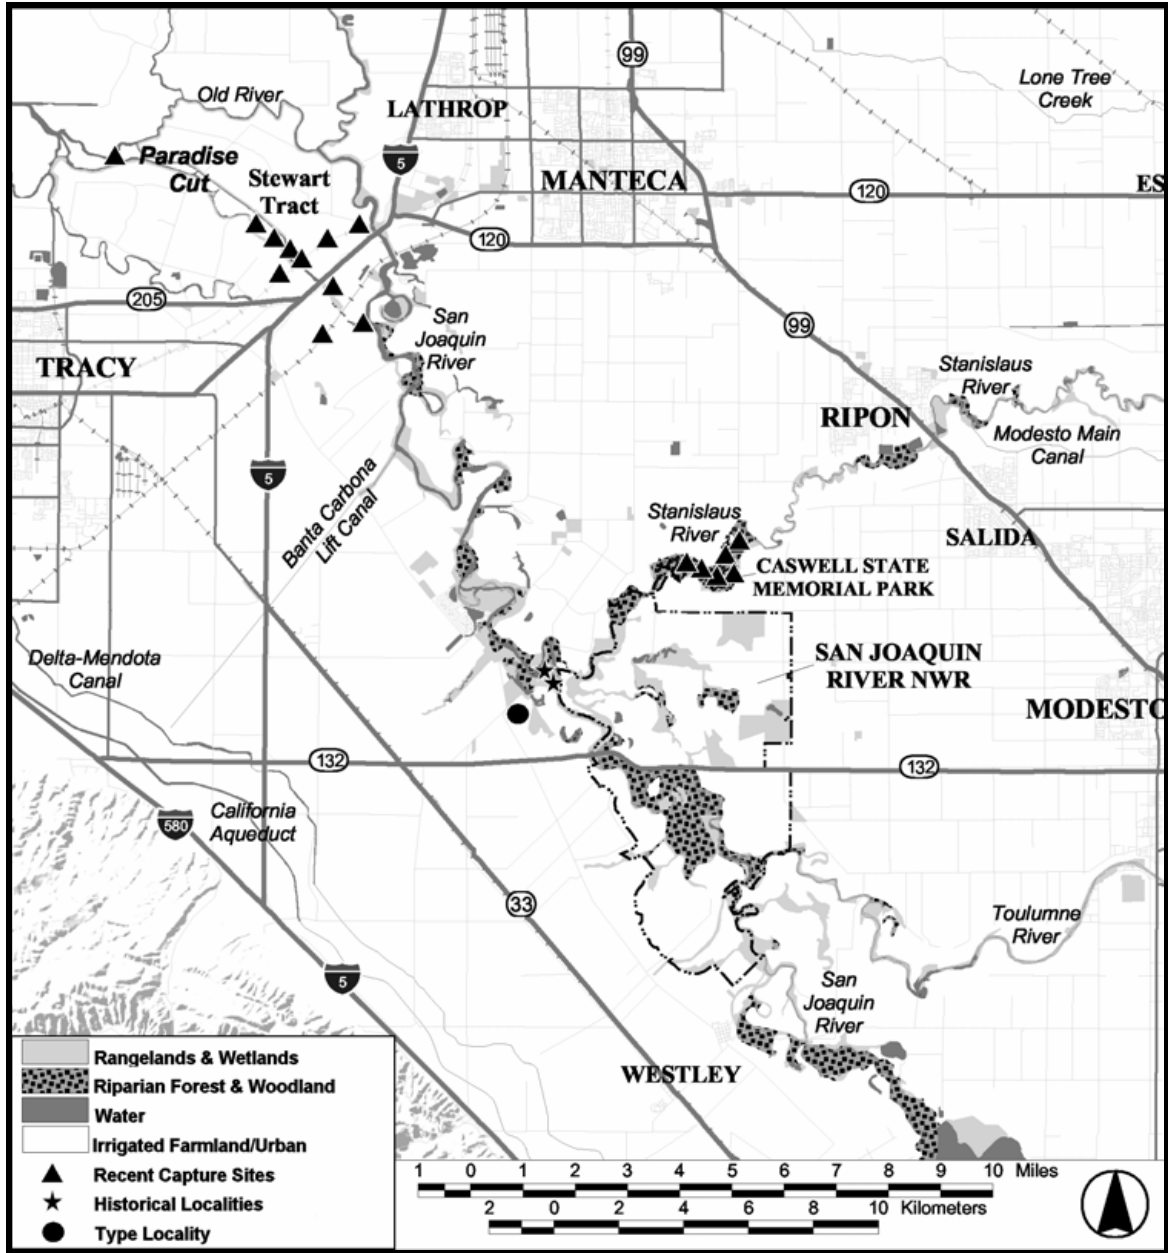 99
Lone Tree
Creek
Old River
LATHROP
5
Paradise
Cut
Stewart
Tract
MANTECA
120
ES
120
205
San
Joaquin
River
99
TRACY
Stanislaus
River
RIPON
Modesto Main
Canal
5
Banta Carbona
Lift Canal
Stanislaus
River
SALIDA
CASWELL STATE
MEMORIAL PARK
Delta-Mendota
Canal
SAN JOAQUIN
RIVER NWR
MODESTO
132
132
580
California
Aqueduct
33
Toulumne
River
5
San
Joaquin
River
WESTLEY
Rangelands & Wetlands
Riparian Forest & Woodland
Water
Irrigated Farmland/Urban
Recent Capture Sites
Historical Localities
Type Locality
1 0 1 2 3 4 5 6 7 8 9 10 Miles
2 0 2 4 6 8 10 Kilometers